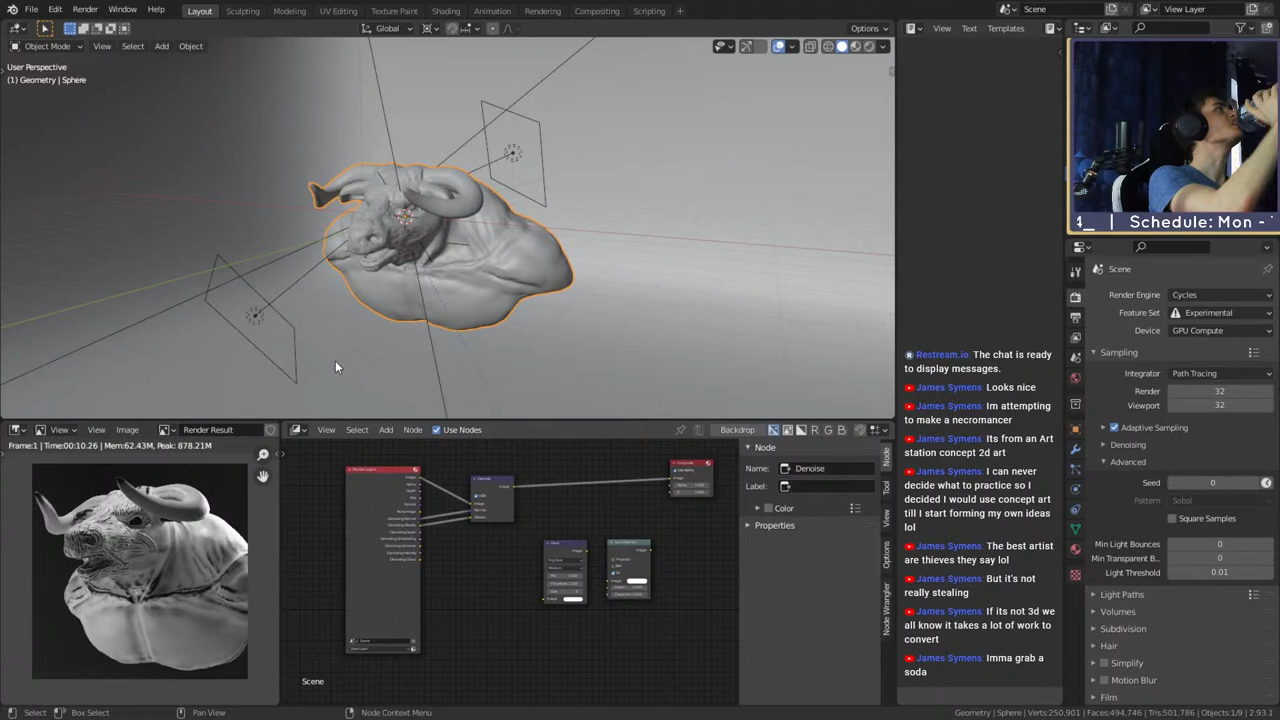 File Edit Render Window Help Layout Sculpting Modeling UV Editing Texture Paint Shading Animation Rendering Compositing Scripting + Scene View Layer
Global Options View Text Templates
Object Mode View Select Add Object
User Perspective
(1) Geometry | Sphere
4_ | Schedule: Mon -
Scene
Render Engine Cycles
Feature Set Experimental
Device GPU Compute
Sampling
Integrator Path Tracing
Render 32
Viewport 32
Adaptive Sampling
Denoising
Advanced
Seed 0
Pattern Sobol
Square Samples
Min Light Bounces 0
Min Transparent B... 0
Light Threshold 0.01
Light Paths
Volumes
Subdivision
Hair
Simplify
Motion Blur
Film
Restream.io: The chat is ready
to display messages.
James Symens: Looks nice
James Symens: Im attempting
to make a necromancer
James Symens: Its from an Art
station concept 2d art
James Symens: I can never
decide what to practice so I
decided I would use concept art
till I start forming my own ideas
lol
James Symens: The best artist
are thieves they say lol
James Symens: But it's not
really stealing
James Symens: If its not 3d we
all know it takes a lot of work to
convert
James Symens: Imma grab a
soda
View View Image Render Result
Frame:1 | Time:00:10.26 | Mem:62.43M, Peak: 878.21M
View Select Add Node Use Nodes Backdrop R G B
Node
Name: Denoise
Label:
Color
Properties
Node
Tool
View
Options
Node Wrangler
Scene
Select Box Select Pan View Node Context Menu
Geometry | Sphere | Verts:250,901 | Faces:494,746 | Tris:501,786 | Objects:1/9 | 2.93.1